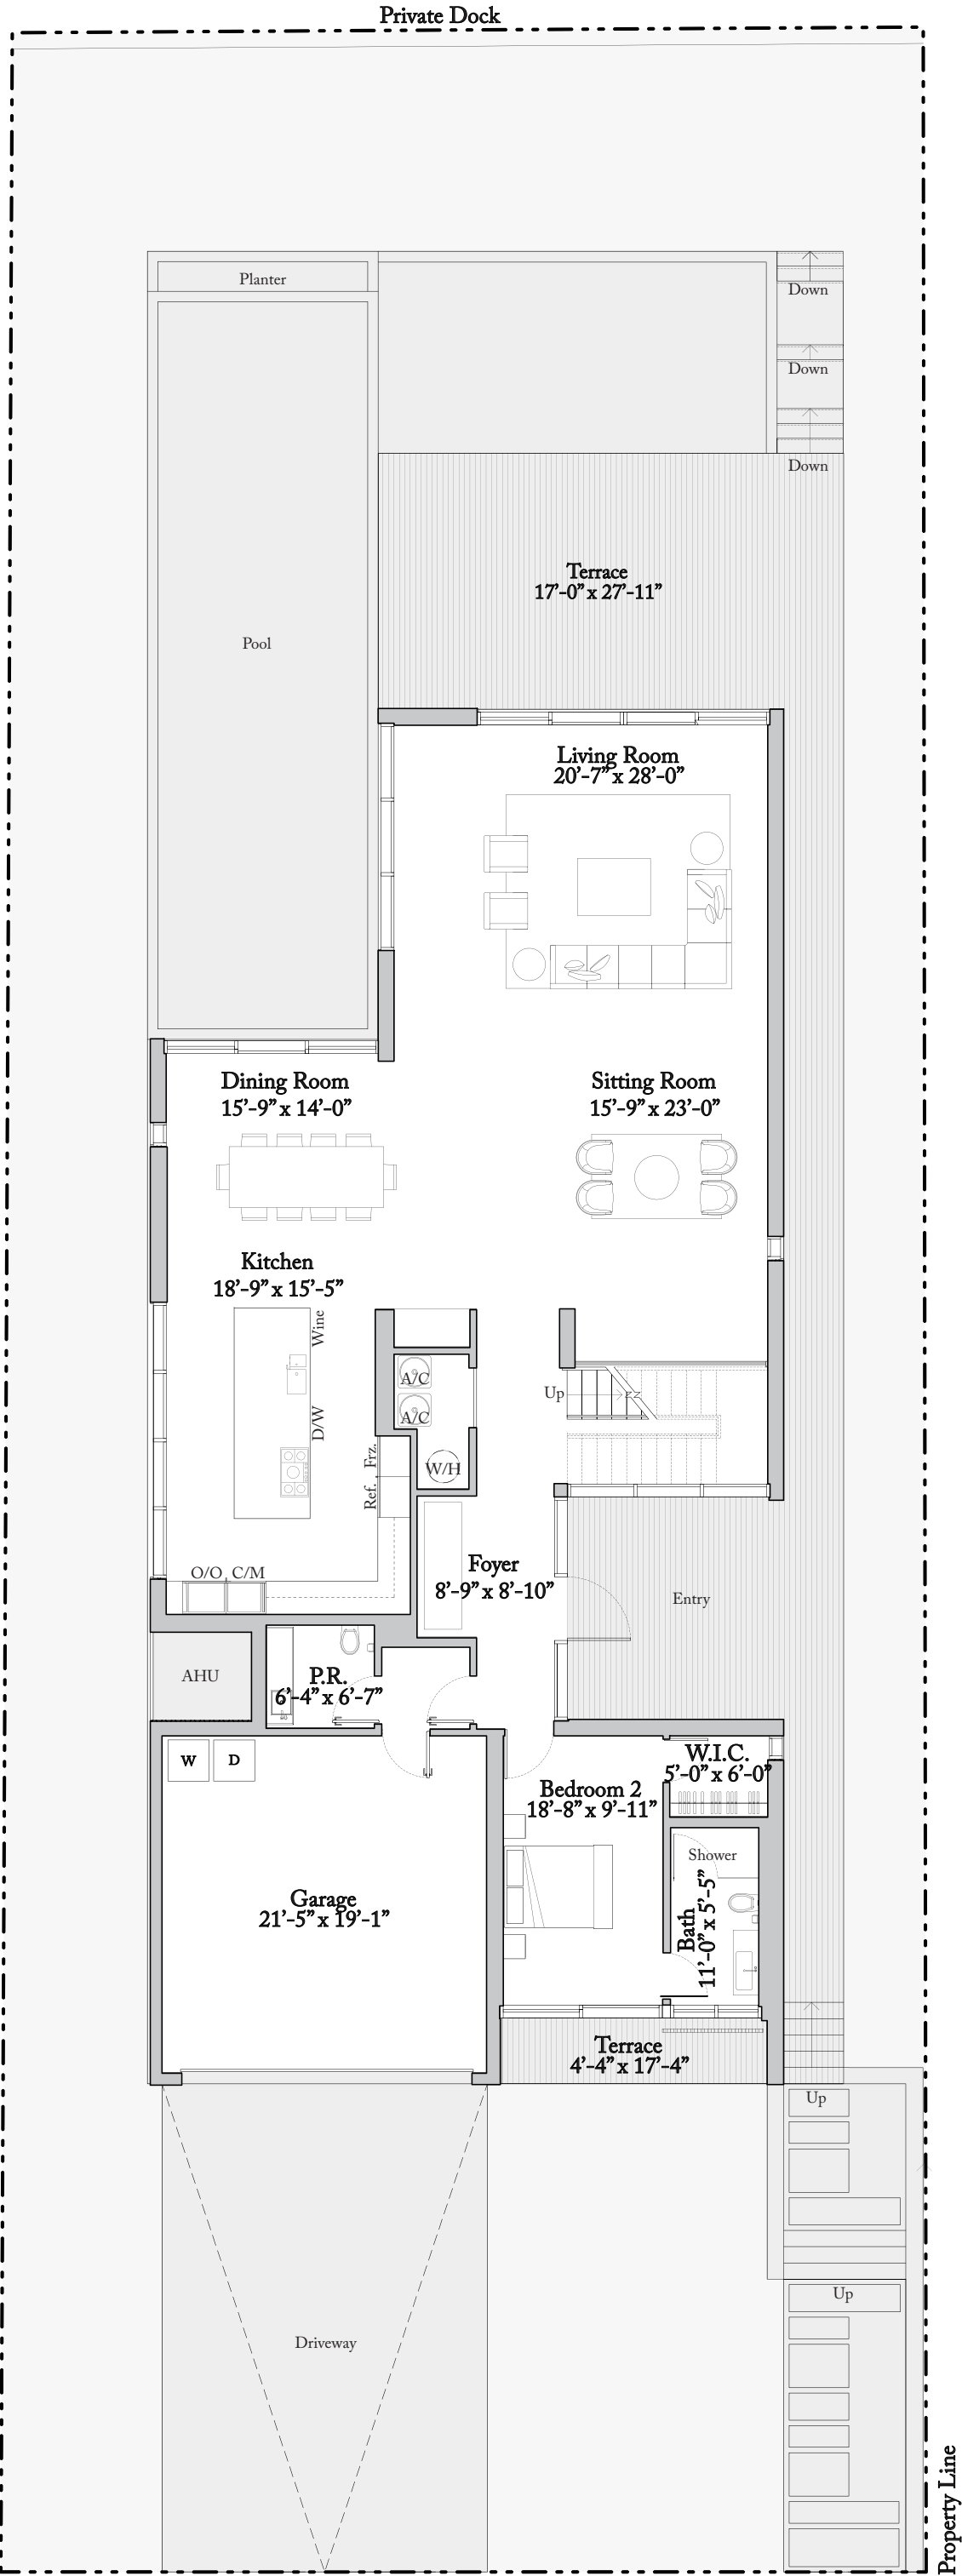 Private Dock
Planter
Down
Down
Down
Terrace
17’-0” x 27’-11”
Pool
Living Room
20’-7” x 28’-0”
Dining Room
15’-9” x 14’-0”
Sitting Room
15’-9” x 23’-0”
Kitchen
18’-9” x 15’-5”
Wine
D/W
A/C
A/C
Up
Frz.
Ref.
W/H
O/O
C/M
Foyer
8’-9” x 8’-10”
Entry
AHU
P.R.
6’-4” x 6’-7”
W
D
W.I.C.
5’-0” x 6’-0”
Bedroom 2
18’-8” x 9’-11”
Shower
Bath
11’-0” x 5’-5”
Garage
21’-5” x 19’-1”
Terrace
4’-4” x 17’-4”
Up
Up
Driveway
Property Line